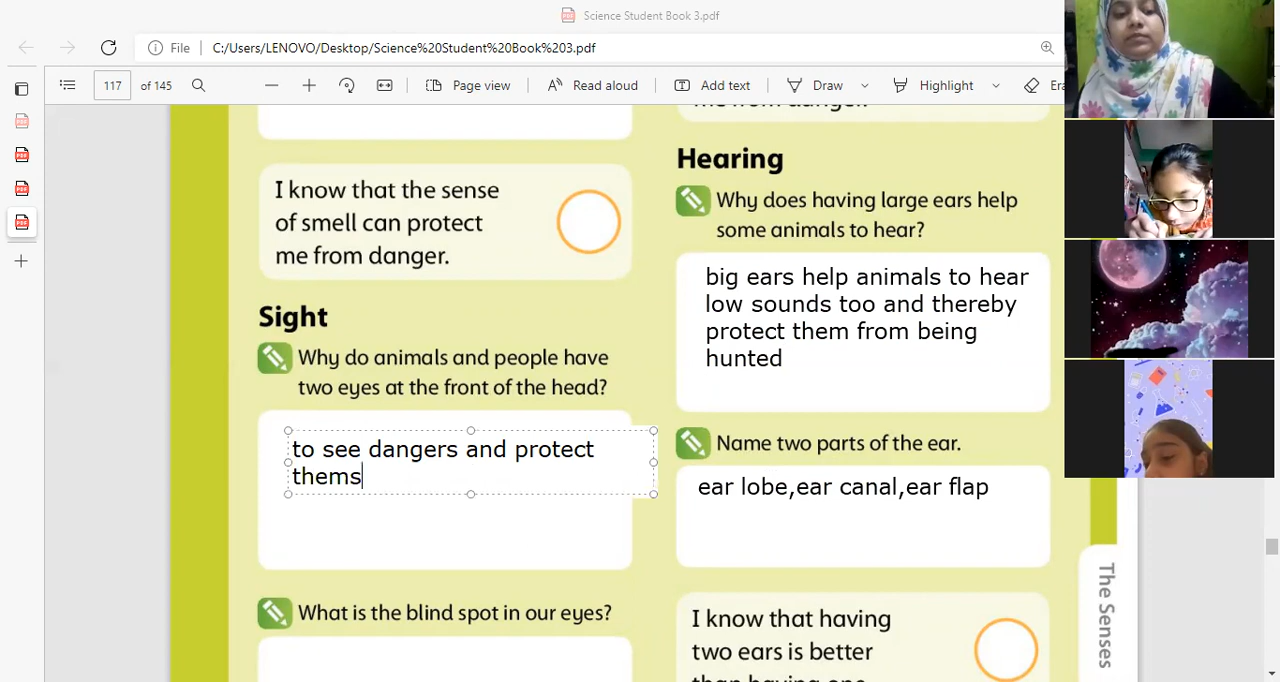 Science Student Book 3.pdf
File
C:/Users/LENOVO/Desktop/Science%20Student%20Book%203.pdf
117 of 145
Page view
Read aloud
Add text
Draw
Highlight
I know that the sense
of smell can protect
me from danger.
Sight
Why do animals and people have
two eyes at the front of the head?
to see dangers and protect
thems
What is the blind spot in our eyes?
me from danger.
Hearing
Why does having large ears help
some animals to hear?
big ears help animals to hear
low sounds too and thereby
protect them from being
hunted
Name two parts of the ear.
ear lobe,ear canal,ear flap
I know that having
two ears is better
than having one
The Senses